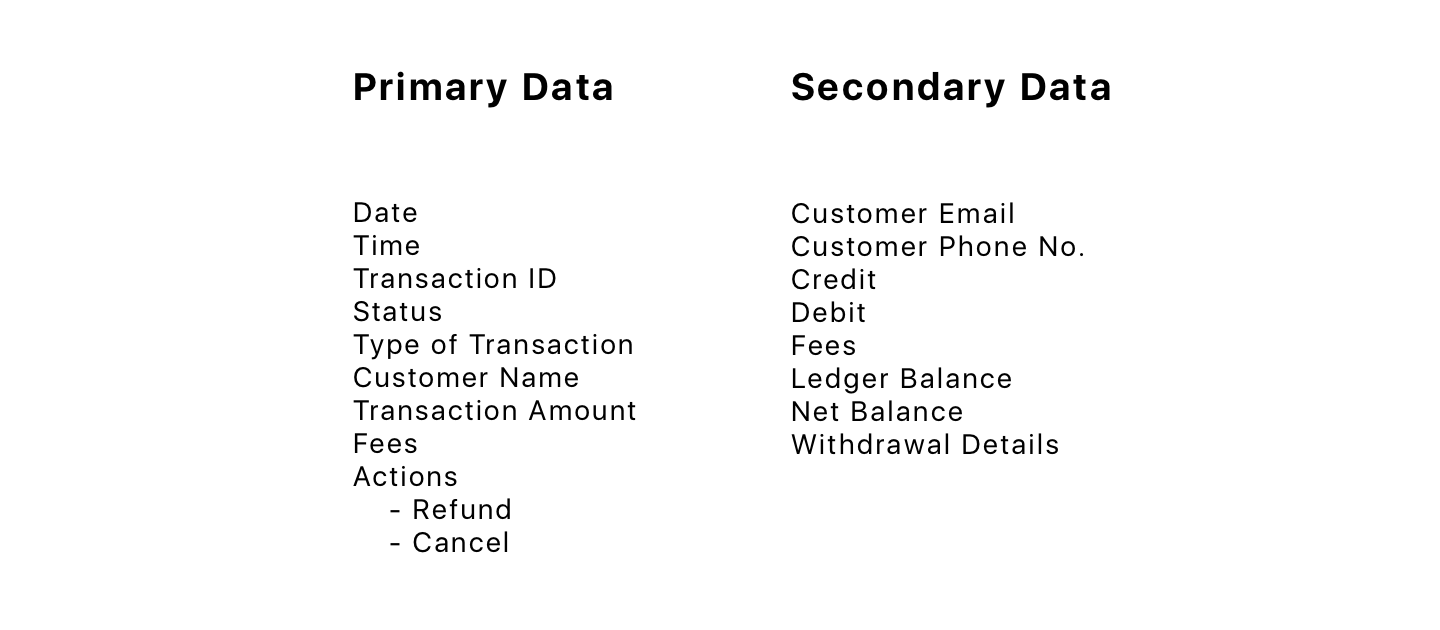 Primary Data
Date
Time
Transaction ID
Status
Type of Transaction
Customer Name
Transaction Amount
Fees
Actions
- Refund
- Cancel
Secondary Data
Customer Email
Customer Phone No.
Credit
Debit
Fees
Ledger Balance
Net Balance
Withdrawal Details